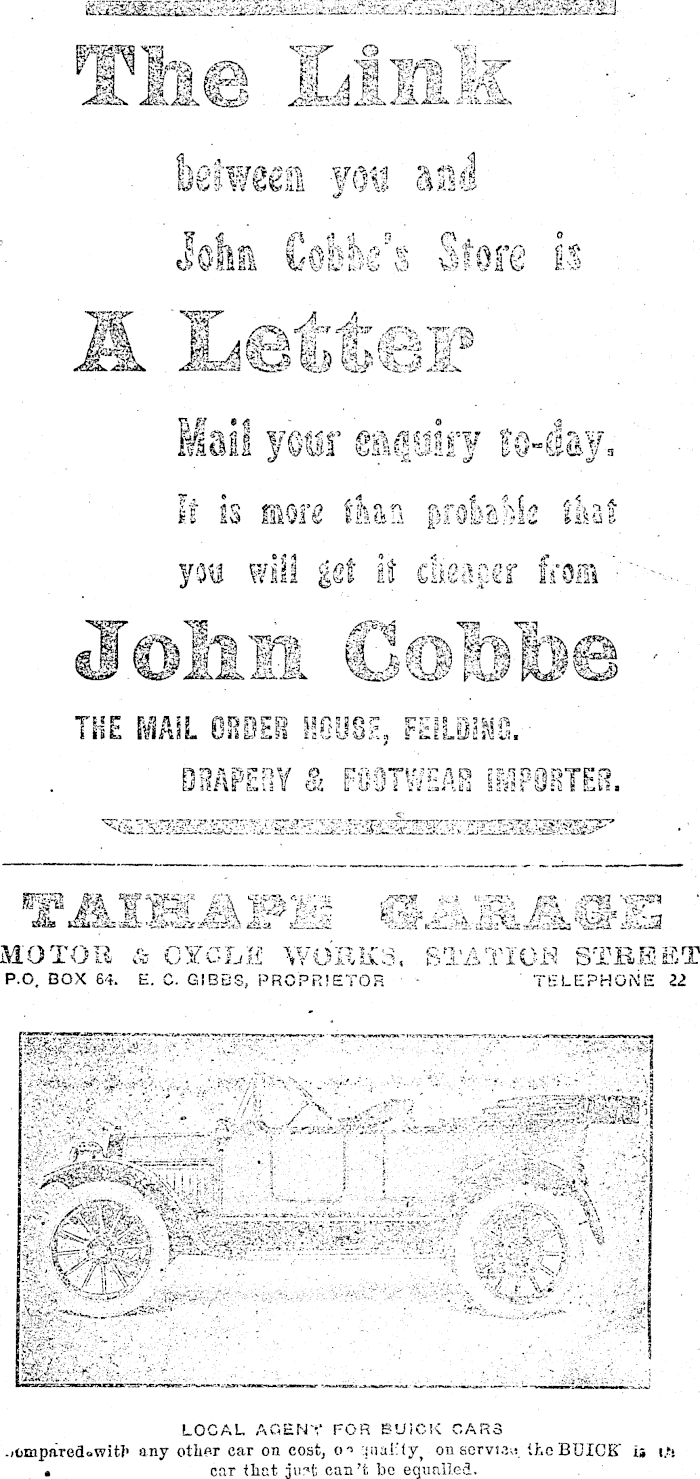 The Link
between you and
John Cobbe's Store is
A Letter
Mail your enquiry to-day.
It is more than probable that
you will get it cheaper from
John Cobbe
THE MAIL ORDER HOUSE, FEILDING.
DRAPERY & FOOTWEAR IMPORTER.
TAIHAPE GARAGE
MOTOR & CYCLE WORKS, STATION STREET
P.O. BOX 64. E. C. GIBBS, PROPRIETOR TELEPHONE 22
LOCAL AGENT FOR BUICK CARS
Compared with any other car on cost, on quality, on service, the BUICK is
car that just can't be equalled.